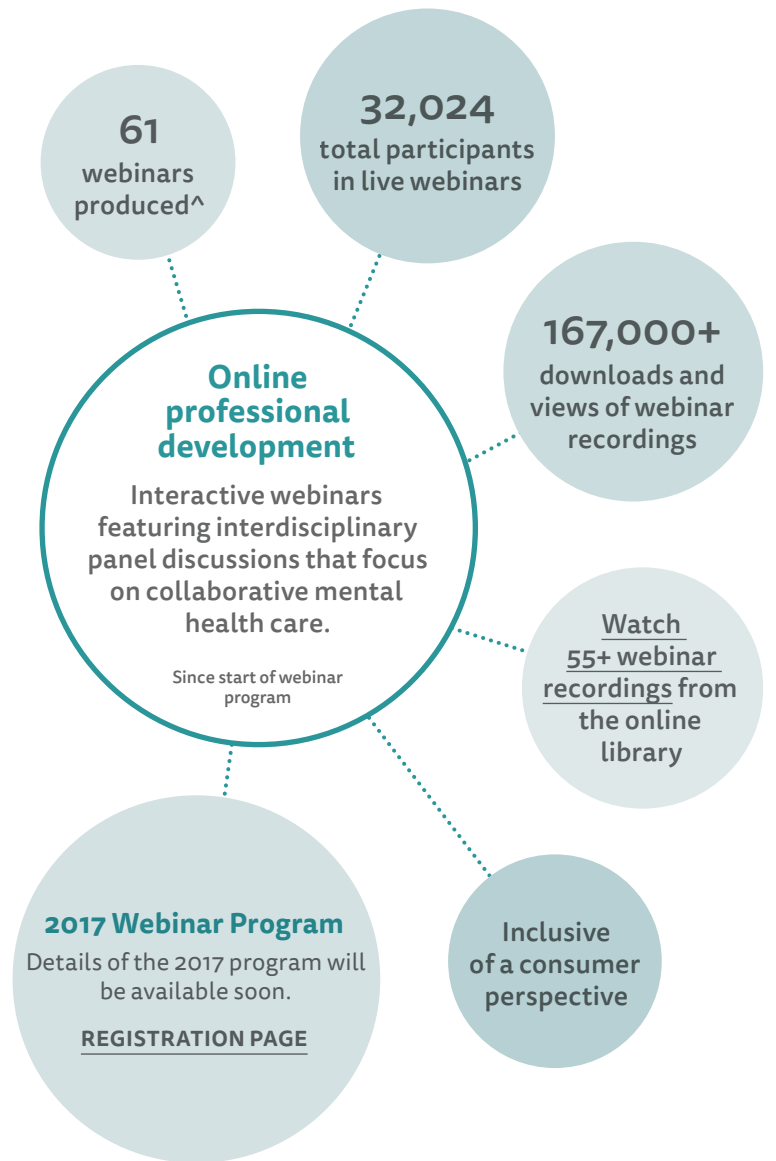 61
webinars
produced^
32,024
total participants
in live webinars
167,000+
downloads and
views of webinar
recordings
Online
professional
development
Interactive webinars
featuring interdisciplinary
panel discussions that focus
on collaborative mental
health care.
Since start of webinar
program
Watch
55+ webinar
recordings from
the online
library
2017 Webinar Program
Details of the 2017 program will
be available soon.
REGISTRATION PAGE
Inclusive
of a consumer
perspective